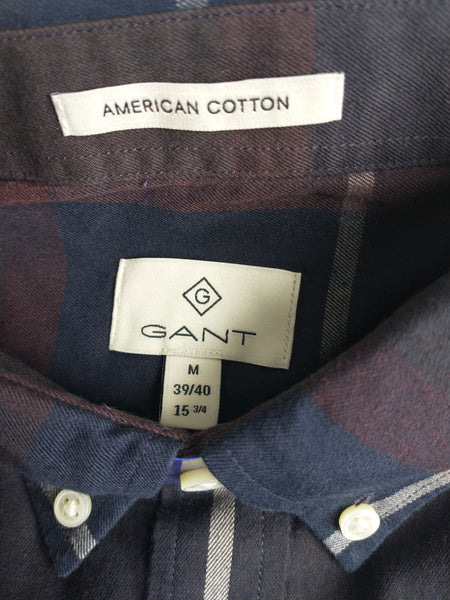 AMERICAN COTTON
G
GANT
M
39/40
15 3/4